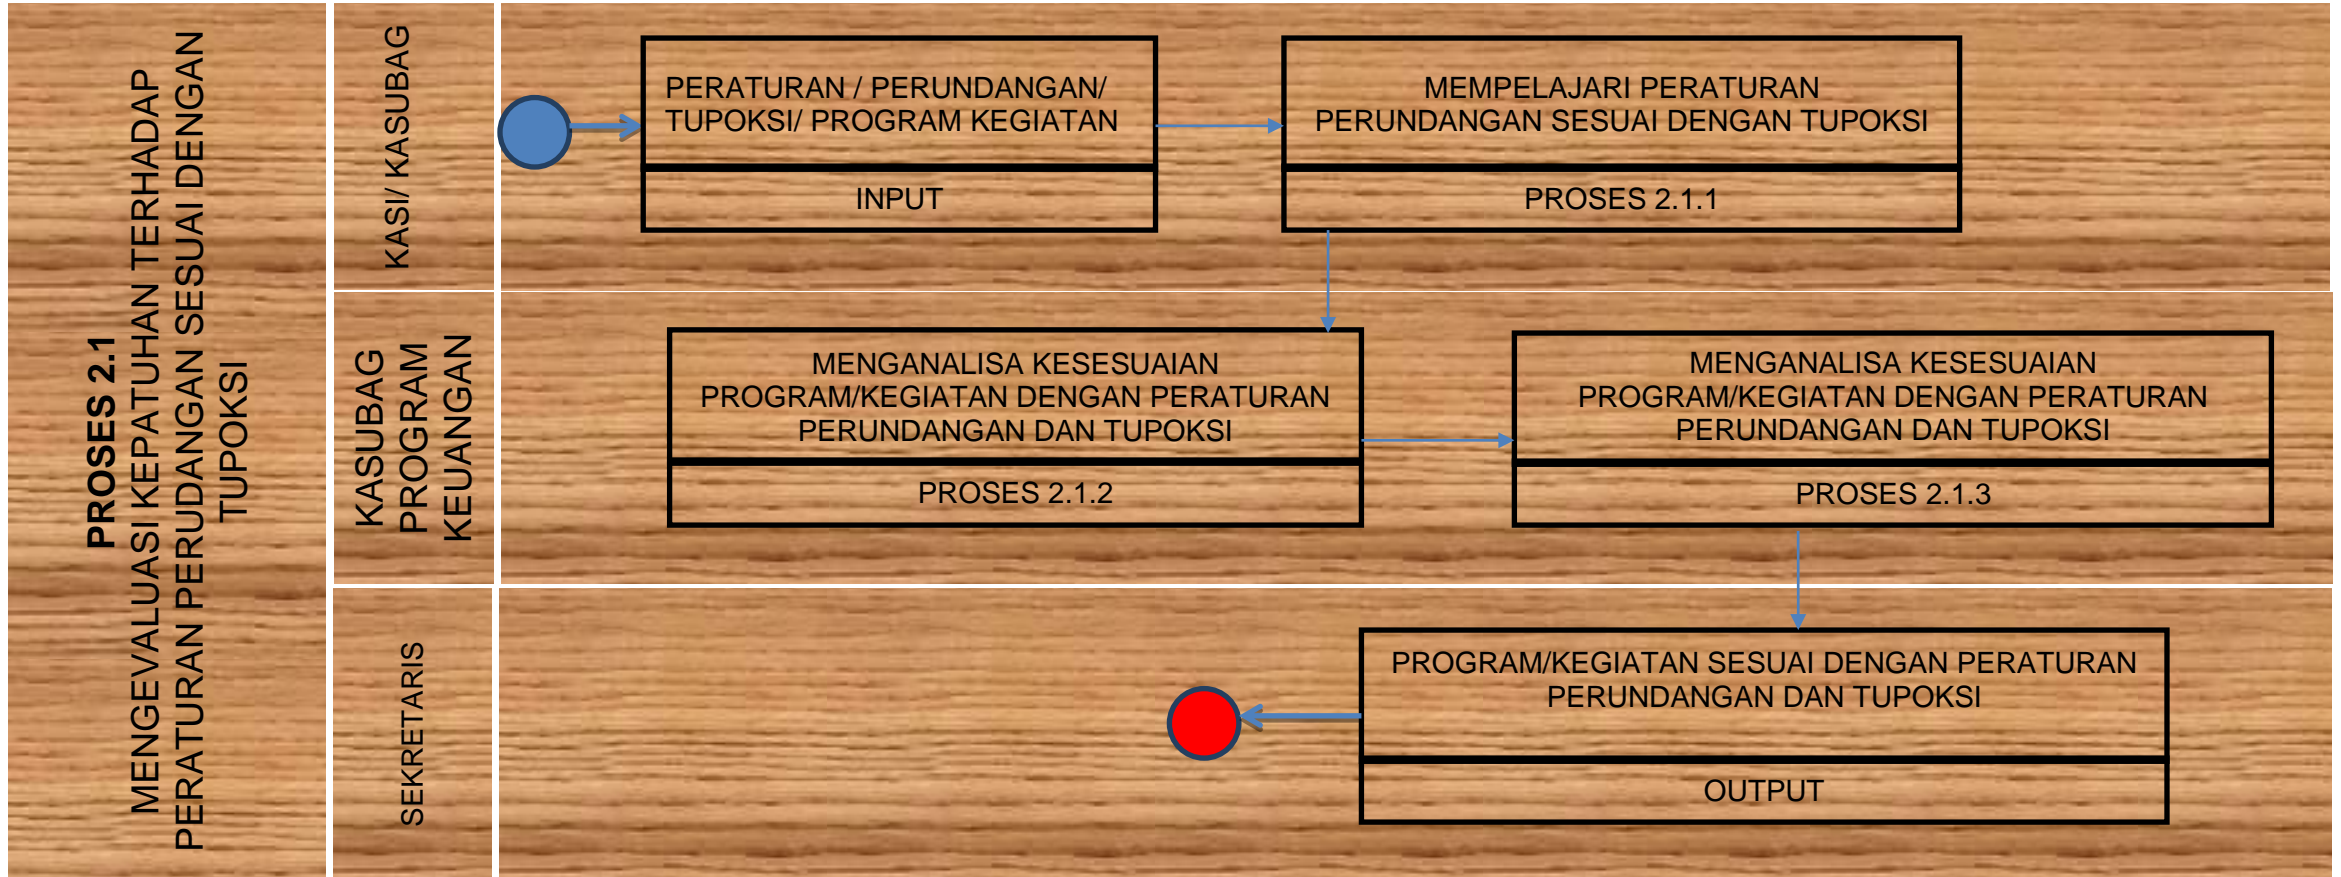 PROSES 2.1
MENGEVALUASI KEPATUHAN TERHADAP
PERATURAN PERUDANGAN SESUAI DENGAN
TUPOKSI
KASI/ KASUBAG
PERATURAN / PERUNDANGAN/
TUPOKSI/ PROGRAM KEGIATAN
INPUT
MEMPELAJARI PERATURAN
PERUNDANGAN SESUAI DENGAN TUPOKSI
PROSES 2.1.1
KASUBAG
PROGRAM
KEUANGAN
MENGANALISA KESESUAIAN
PROGRAM/KEGIATAN DENGAN PERATURAN
PERUNDANGAN DAN TUPOKSI
PROSES 2.1.2
MENGANALISA KESESUAIAN
PROGRAM/KEGIATAN DENGAN PERATURAN
PERUNDANGAN DAN TUPOKSI
PROSES 2.1.3
SEKRETARIS
PROGRAM/KEGIATAN SESUAI DENGAN PERATURAN
PERUNDANGAN DAN TUPOKSI
OUTPUT